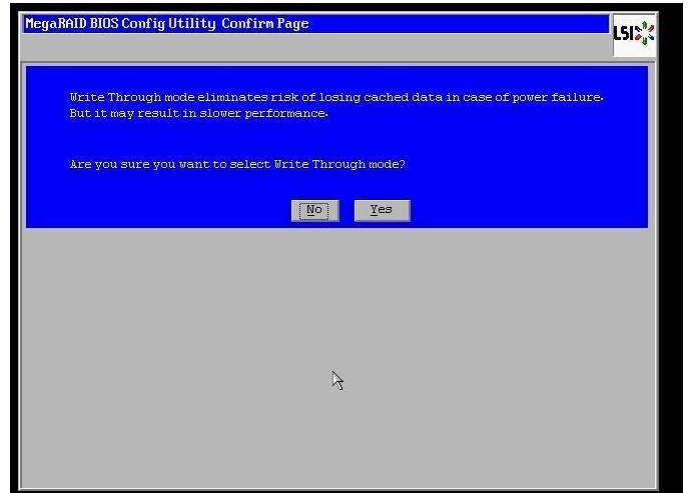 MegaRAID BIOS Config Utility Confirm Page
LSI
Write Through mode eliminates risk of losing cached data in case of power failure.
But it may result in slower performance.
Are you sure you want to select Write Through mode?
No Yes